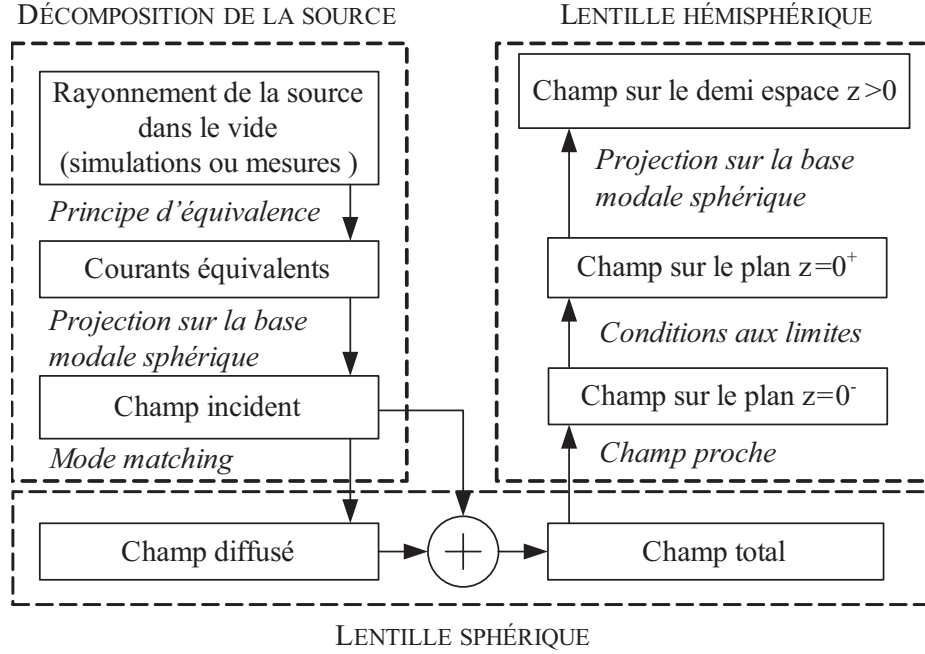 DÉCOMPOSITION DE LA SOURCE
Rayonnement de la source
dans le vide
(simulations ou mesures )
Principe d'équivalence
Courants équivalents
Projection sur la base
modale sphérique
Champ incident
Mode matching
LENTILLE HÉMISPHÉRIQUE
Champ sur le demi espace z >0
Projection sur la base
modale sphérique
Champ sur le plan z=0⁺
Conditions aux limites
Champ sur le plan z=0⁻
Champ proche
Champ diffusé
+
Champ total
LENTILLE SPHÉRIQUE